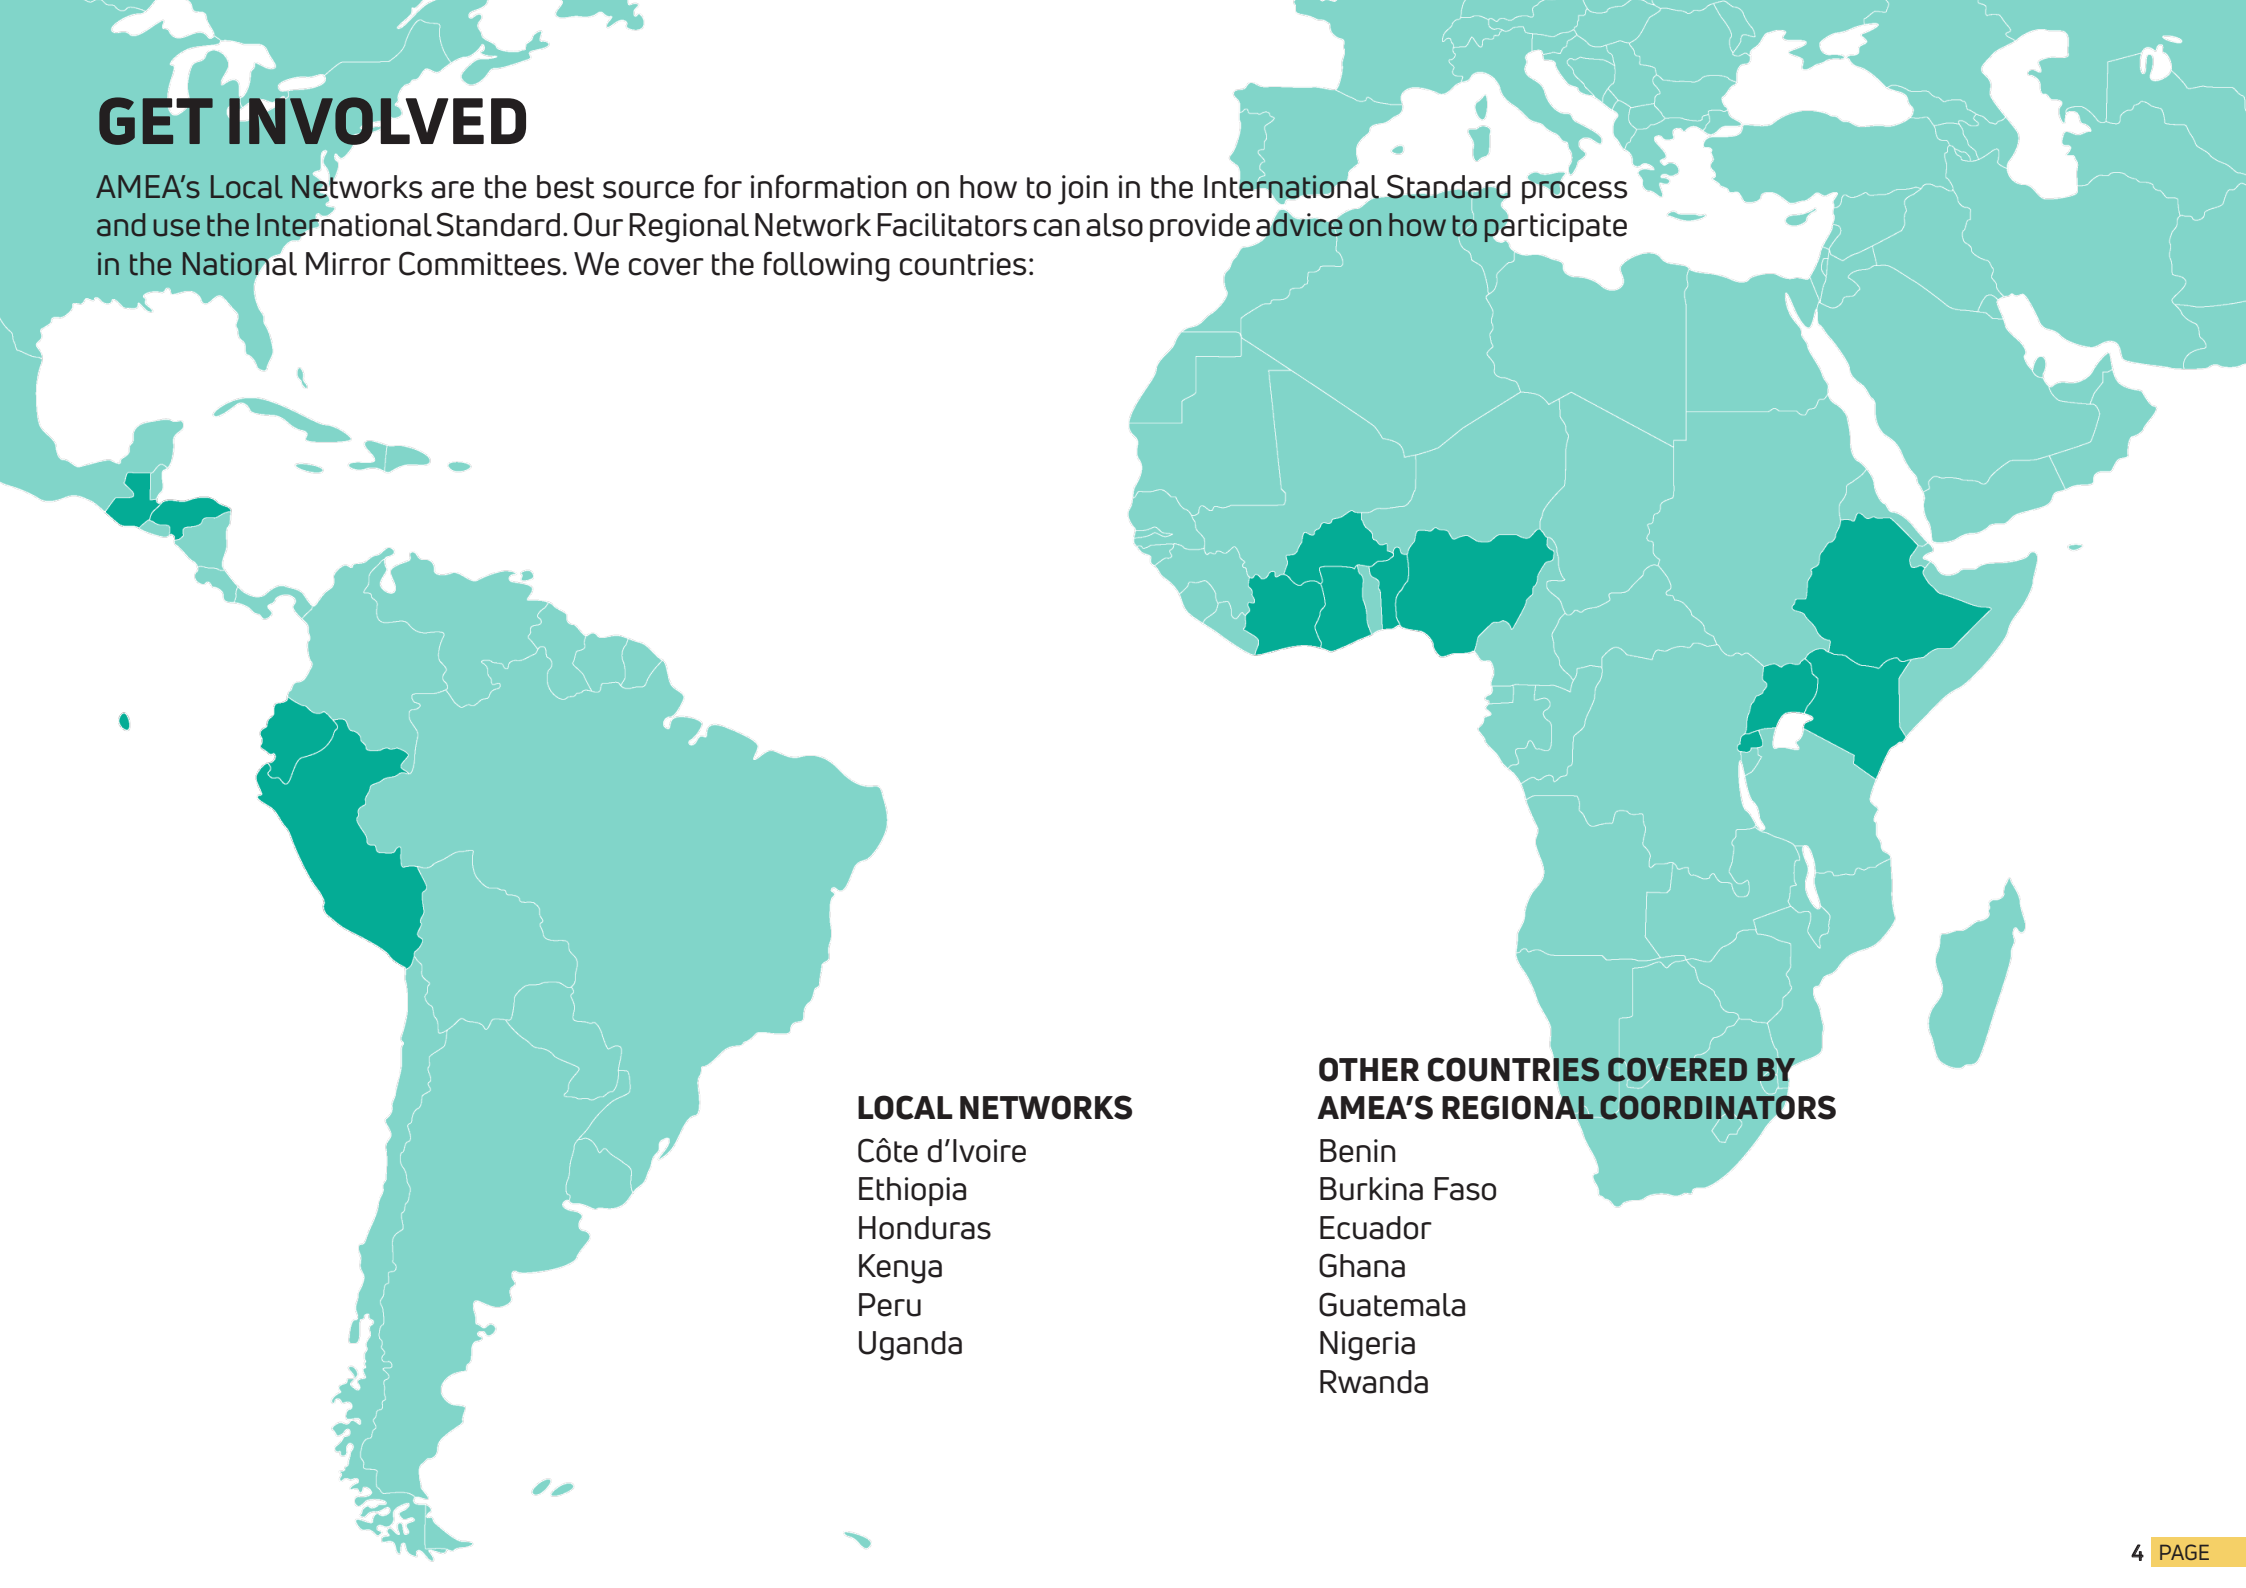 GET INVOLVED
AMEA’s Local Networks are the best source for information on how to join in the International Standard process
and use the International Standard. Our Regional Network Facilitators can also provide advice on how to participate
in the National Mirror Committees. We cover the following countries:
LOCAL NETWORKS
Côte d’Ivoire
Ethiopia
Honduras
Kenya
Peru
Uganda
OTHER COUNTRIES COVERED BY
AMEA’S REGIONAL COORDINATORS
Benin
Burkina Faso
Ecuador
Ghana
Guatemala
Nigeria
Rwanda
4 PAGE